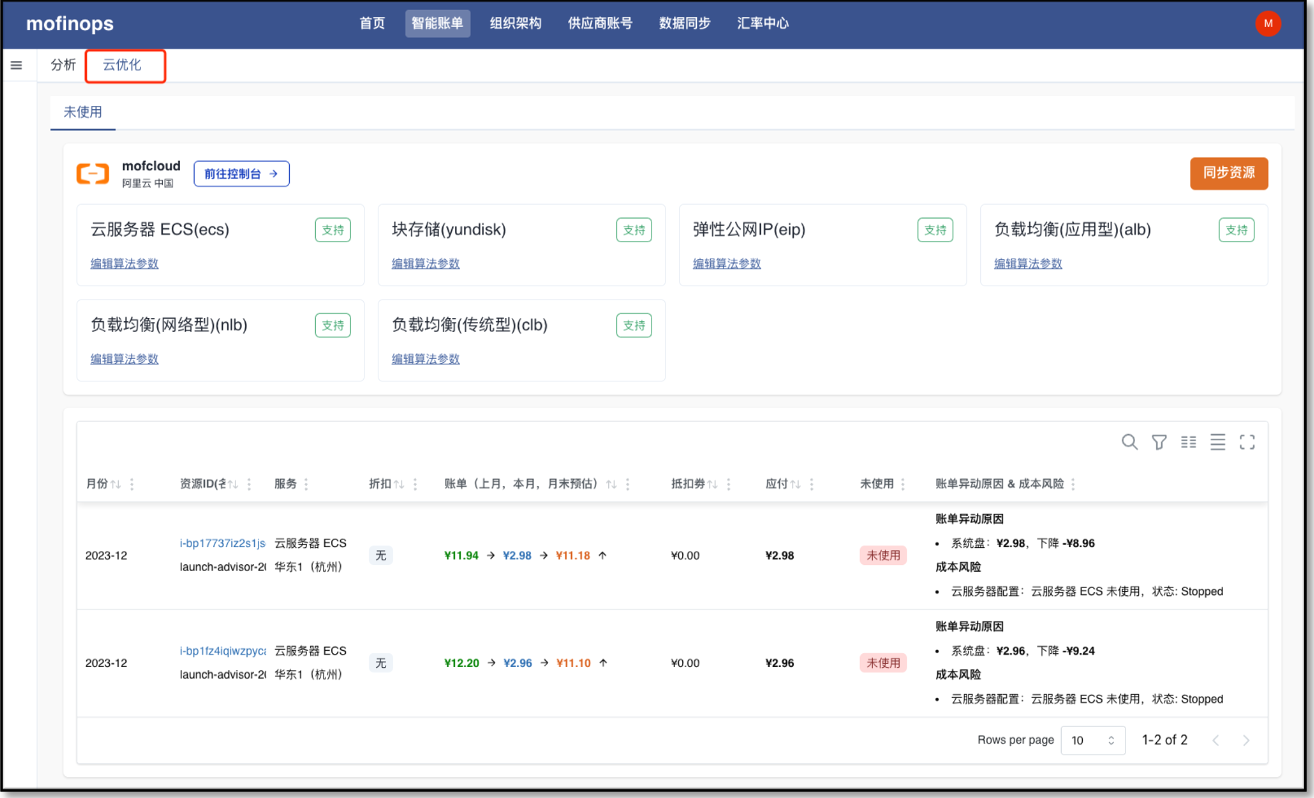 mofinops 首页 智能账单 组织架构 供应商账号 数据同步 汇率中心 M
分析 云优化
未使用
mofcloud
阿里云 中国
前往控制台 →
同步资源
云服务器 ECS(ecs) 支持
编辑算法参数
块存储(yundisk) 支持
编辑算法参数
弹性公网IP(eip) 支持
编辑算法参数
负载均衡(应用型)(alb) 支持
编辑算法参数
负载均衡(网络型)(nlb) 支持
编辑算法参数
负载均衡(传统型)(clb) 支持
编辑算法参数
月份 资源ID(名 服务 折扣 账单（上月，本月，月末预估） 抵扣券 应付 未使用 账单异动原因 & 成本风险
2023-12
i-bp17737iz2s1js
launch-advisor-20
云服务器 ECS
华东1（杭州）
无
¥11.94 → ¥2.98 → ¥11.18 ↑
¥0.00
¥2.98
未使用
账单异动原因
• 系统盘：¥2.98，下降 -¥8.96
成本风险
• 云服务器配置：云服务器 ECS 未使用，状态: Stopped
2023-12
i-bp1fz4iqiwzpyca
launch-advisor-20
云服务器 ECS
华东1（杭州）
无
¥12.20 → ¥2.96 → ¥11.10 ↑
¥0.00
¥2.96
未使用
账单异动原因
• 系统盘：¥2.96，下降 -¥9.24
成本风险
• 云服务器配置：云服务器 ECS 未使用，状态: Stopped
Rows per page 10 1-2 of 2